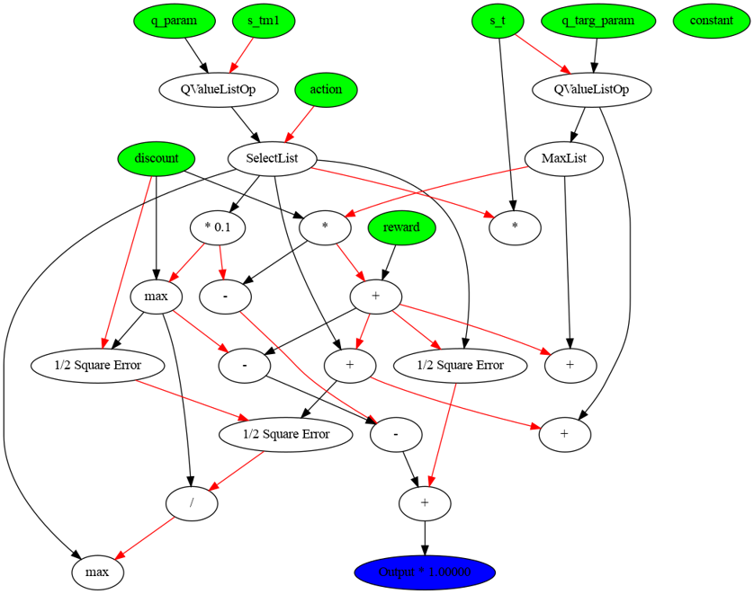 q_param
s_tm1
s_t
q_targ_param
constant
QValueListOp
action
QValueListOp
discount
SelectList
MaxList
* 0.1
*
reward
*
max
-
+
1/2 Square Error
-
+
1/2 Square Error
+
1/2 Square Error
-
+
/
+
max
Output * 1.00000